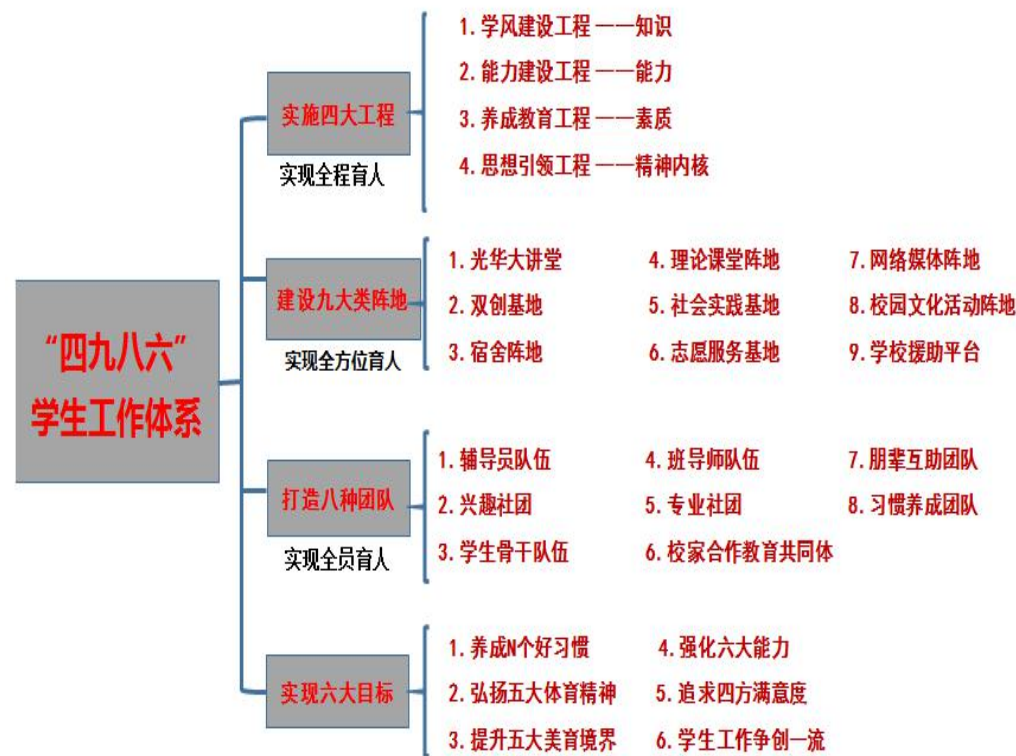 “四九八六”
学生工作体系
实施四大工程
实现全程育人
1. 学风建设工程 ——知识
2. 能力建设工程 ——能力
3. 养成教育工程 ——素质
4. 思想引领工程 ——精神内核
建设九大类阵地
实现全方位育人
1. 光华大讲堂
4. 理论课堂阵地
7. 网络媒体阵地
2. 双创基地
5. 社会实践基地
8. 校园文化活动阵地
3. 宿舍阵地
6. 志愿服务基地
9. 学校援助平台
打造八种团队
实现全员育人
1. 辅导员队伍
4. 班导师队伍
7. 朋辈互助团队
2. 兴趣社团
5. 专业社团
8. 习惯养成团队
3. 学生骨干队伍
6. 校家合作教育共同体
实现六大目标
1. 养成N个好习惯
4. 强化六大能力
2. 弘扬五大体育精神
5. 追求四方满意度
3. 提升五大美育境界
6. 学生工作争创一流